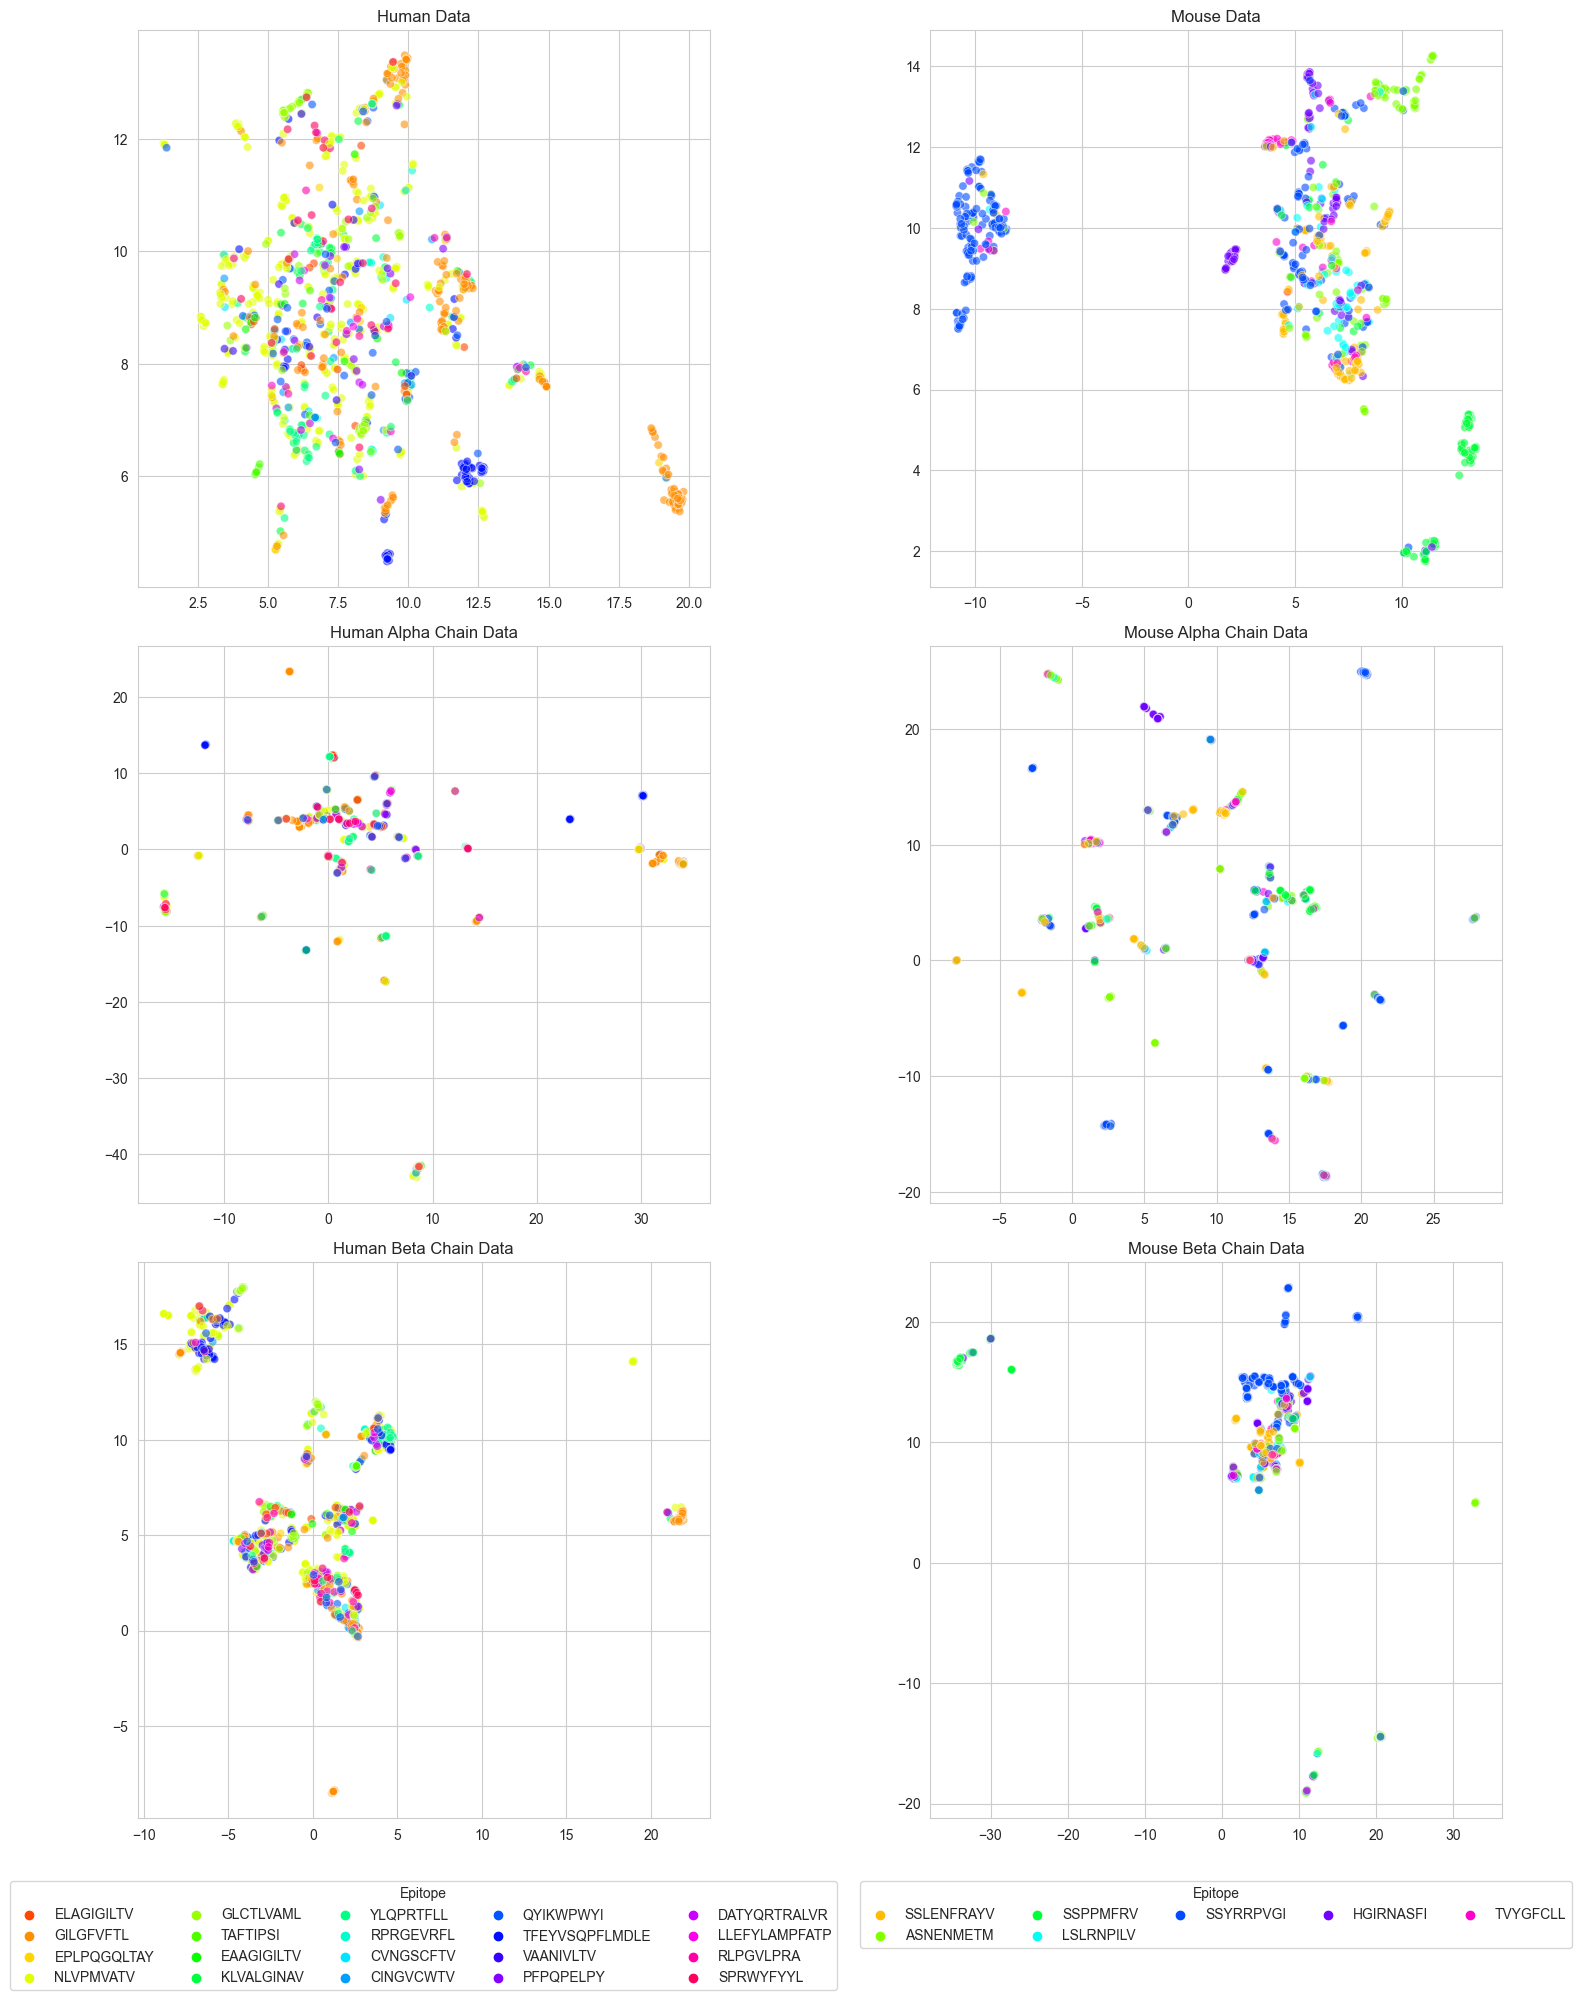 Human Data
12
10
8
6
2.5 5.0 7.5 10.0 12.5 15.0 17.5 20.0
Mouse Data
14
12
10
8
6
4
2
−10 −5 0 5 10
Human Alpha Chain Data
20
10
0
−10
−20
−30
−40
−10 0 10 20 30
Mouse Alpha Chain Data
20
10
0
−10
−20
−5 0 5 10 15 20 25
Human Beta Chain Data
15
10
5
0
−5
−10 −5 0 5 10 15 20
Mouse Beta Chain Data
20
10
0
−10
−20
−30 −20 −10 0 10 20 30
Epitope
ELAGIGILTV GLCTLVAML YLQPRTFLL QYIKWPWYI DATYQRTRALVR
GILGFVFTL TAFTIPSI RPRGEVRFL TFEYVSQPFLMDLE LLEFYLAMPFATP
EPLPQGQLTAY EAAGIGILTV CVNGSCFTV VAANIVLTV RLPGVLPRA
NLVPMVATV KLVALGINAV CINGVCWTV PFPQPELPY SPRWYFYYL
Epitope
SSLENFRAYV SSPPMFRV SSYRRPVGI HGIRNASFI TVYGFCLL
ASNENMETM LSLRNPILV